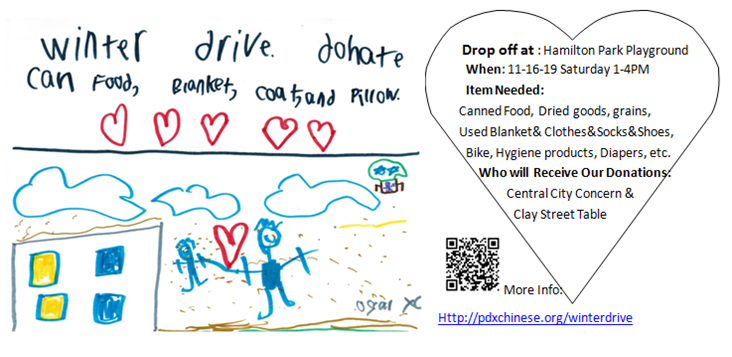 winter drive. dohate
can Food, Blanket, coat, and Pillow.
Drop off at : Hamilton Park Playground
When: 11-16-19 Saturday 1-4PM
Item Needed:
Canned Food, Dried goods, grains,
Used Blanket& Clothes&Socks&Shoes,
Bike, Hygiene products, Diapers, etc.
Who will Receive Our Donations:
Central City Concern &
Clay Street Table
More Info:
Http://pdxchinese.org/winterdrive